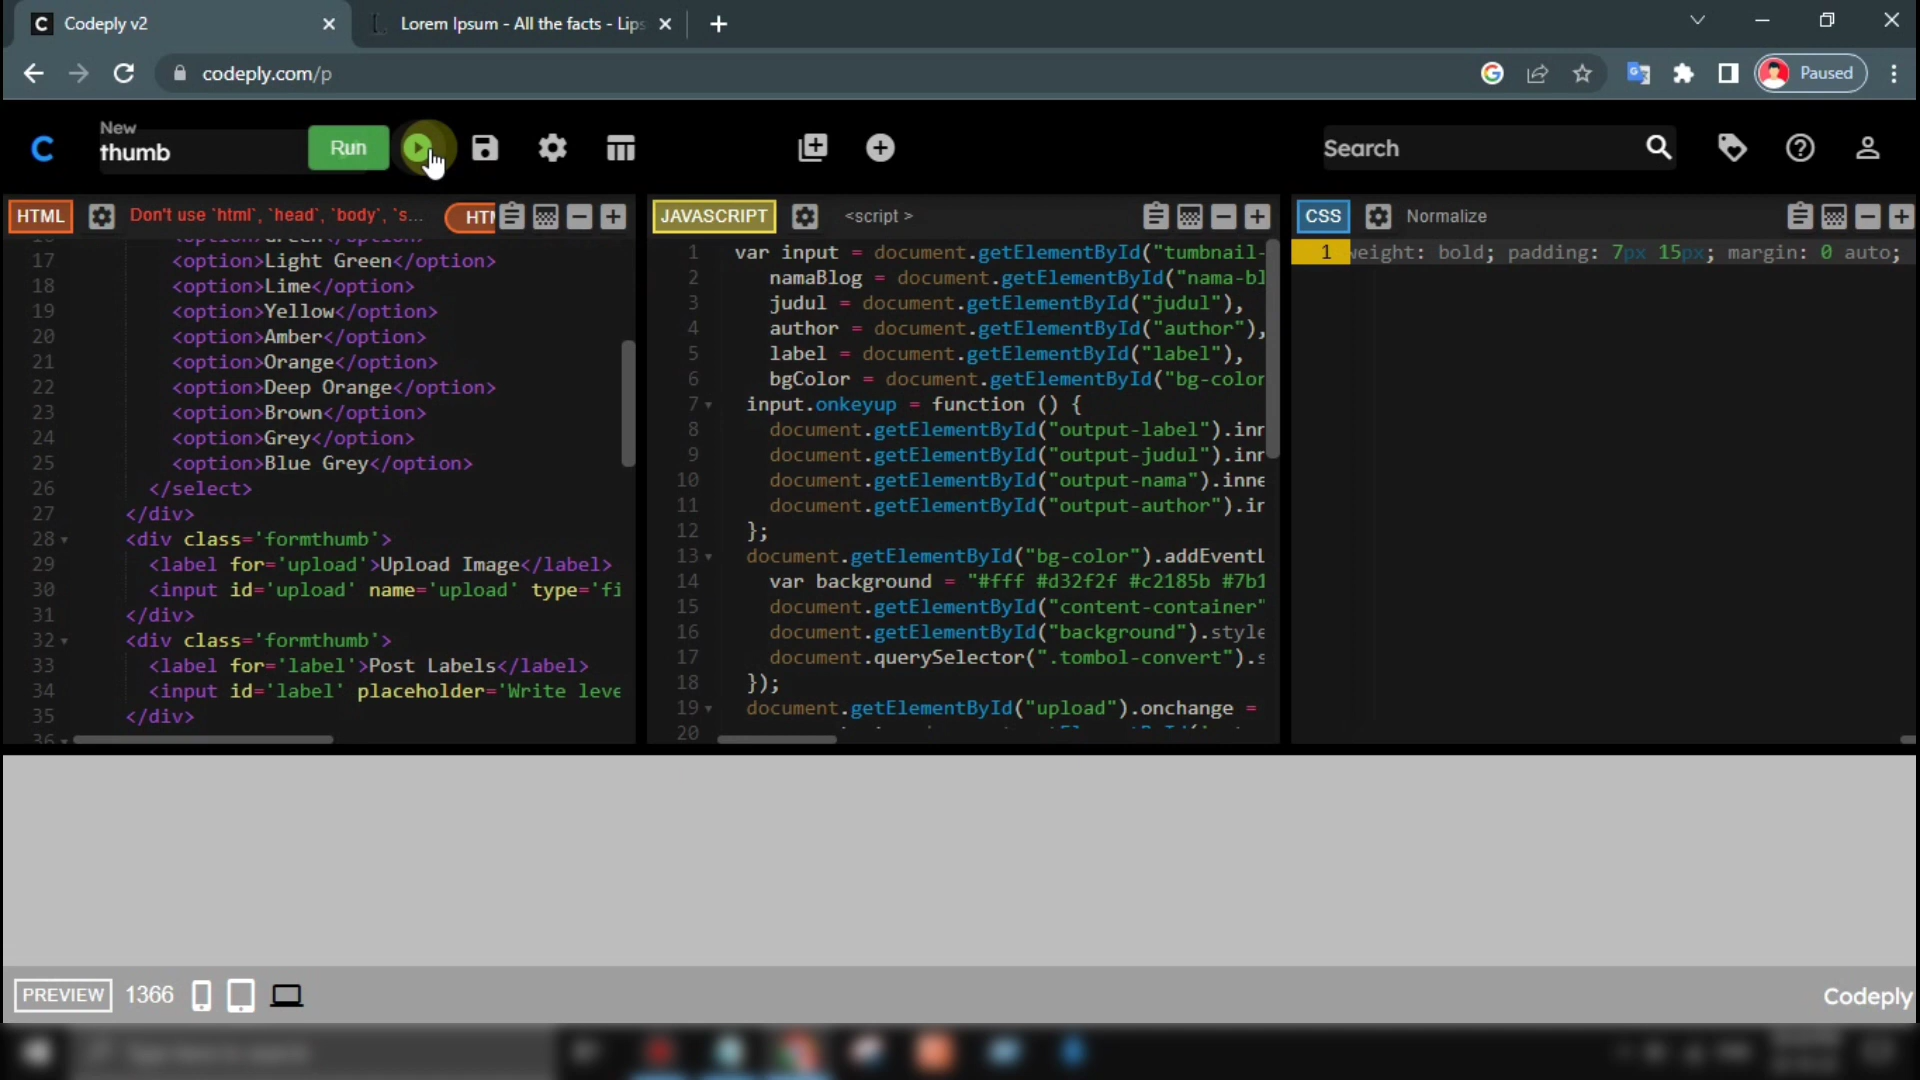 Codeply v2
Lorem Ipsum - All the facts - Lips
codeply.com/p
Paused
C
New
thumb
Run
Search
HTML
Don't use `html`, `head`, `body`, `s...
HTM
17 <option>Light Green</option>
18 <option>Lime</option>
19 <option>Yellow</option>
20 <option>Amber</option>
21 <option>Orange</option>
22 <option>Deep Orange</option>
23 <option>Brown</option>
24 <option>Grey</option>
25 <option>Blue Grey</option>
26 </select>
27 </div>
28 <div class='formthumb'>
29 <label for='upload'>Upload Image</label>
30 <input id='upload' name='upload' type='fi
31 </div>
32 <div class='formthumb'>
33 <label for='label'>Post Labels</label>
34 <input id='label' placeholder='Write leve
35 </div>
36
JAVASCRIPT
<script>
1 var input = document.getElementById("tumbnail-
2 namaBlog = document.getElementById("nama-bl
3 judul = document.getElementById("judul"),
4 author = document.getElementById("author"),
5 label = document.getElementById("label"),
6 bgColor = document.getElementById("bg-color
7 input.onkeyup = function () {
8 document.getElementById("output-label").inn
9 document.getElementById("output-judul").inn
10 document.getElementById("output-nama").inne
11 document.getElementById("output-author").in
12 };
13 document.getElementById("bg-color").addEventL
14 var background = "#fff #d32f2f #c2185b #7b1
15 document.getElementById("content-container"
16 document.getElementById("background").style
17 document.querySelector(".tombol-convert").s
18 });
19 document.getElementById("upload").onchange =
20
CSS
Normalize
1 weight: bold; padding: 7px 15px; margin: 0 auto;
PREVIEW
1366
Codeply